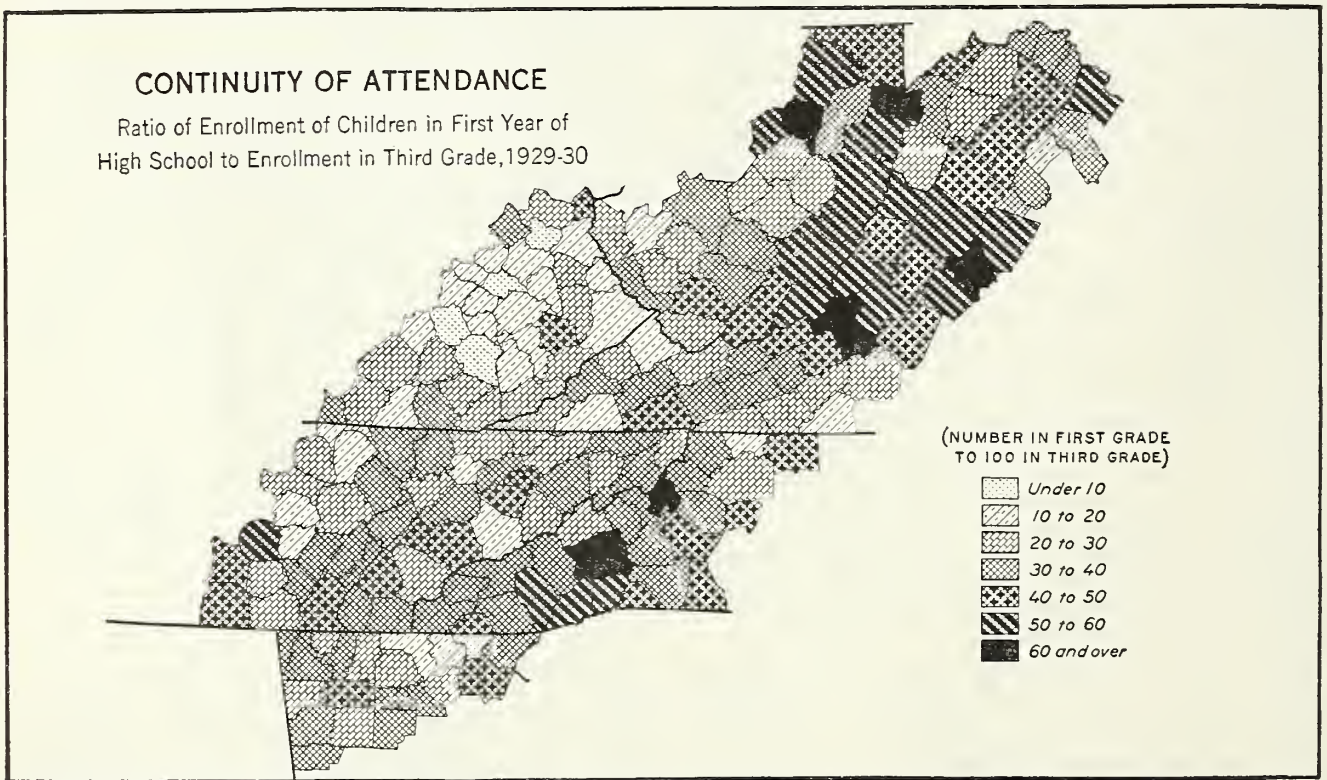 CONTINUITY OF ATTENDANCE
Ratio of Enrollment of Children in First Year of
High School to Enrollment in Third Grade, 1929-30
(NUMBER IN FIRST GRADE
TO 100 IN THIRD GRADE)
Under 10
10 to 20
20 to 30
30 to 40
40 to 50
50 to 60
60 and over